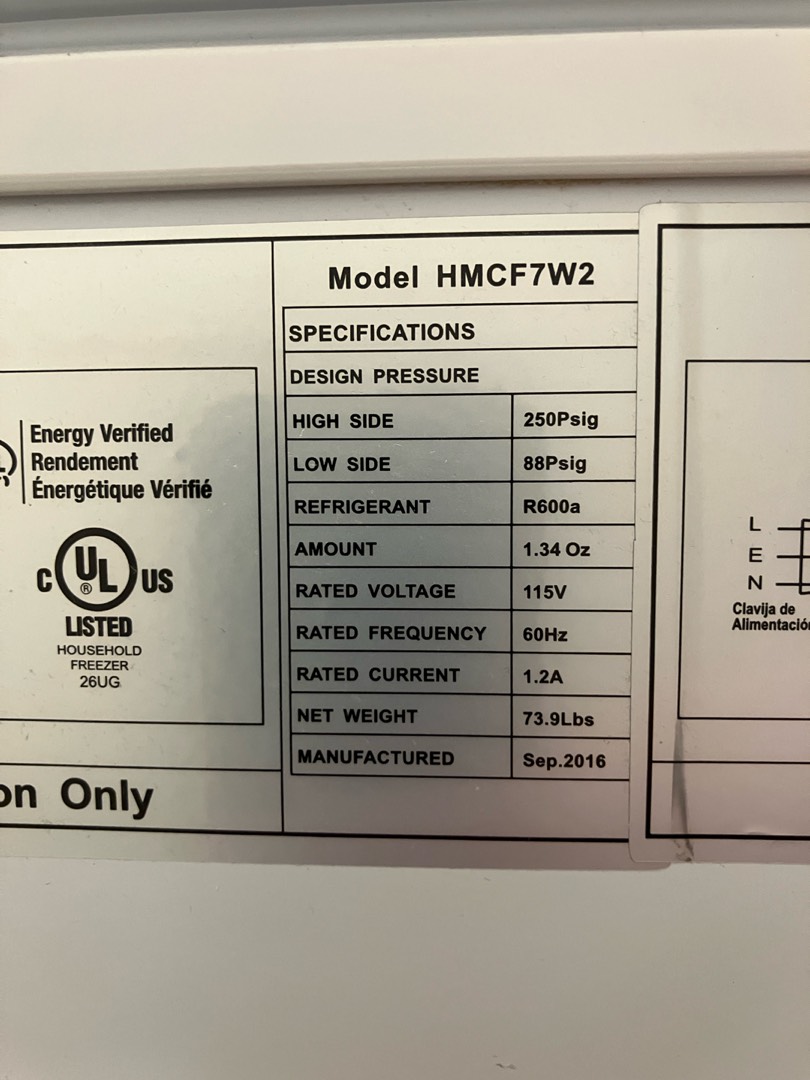 Energy Verified
Rendement
Énergétique Vérifié
C UL ® US
LISTED
HOUSEHOLD
FREEZER
26UG
on Only
Model HMCF7W2
SPECIFICATIONS
DESIGN PRESSURE
HIGH SIDE 250Psig
LOW SIDE 88Psig
REFRIGERANT R600a
AMOUNT 1.34 Oz
RATED VOLTAGE 115V
RATED FREQUENCY 60Hz
RATED CURRENT 1.2A
NET WEIGHT 73.9Lbs
MANUFACTURED Sep.2016
L
E
N
Clavija de
Alimentació